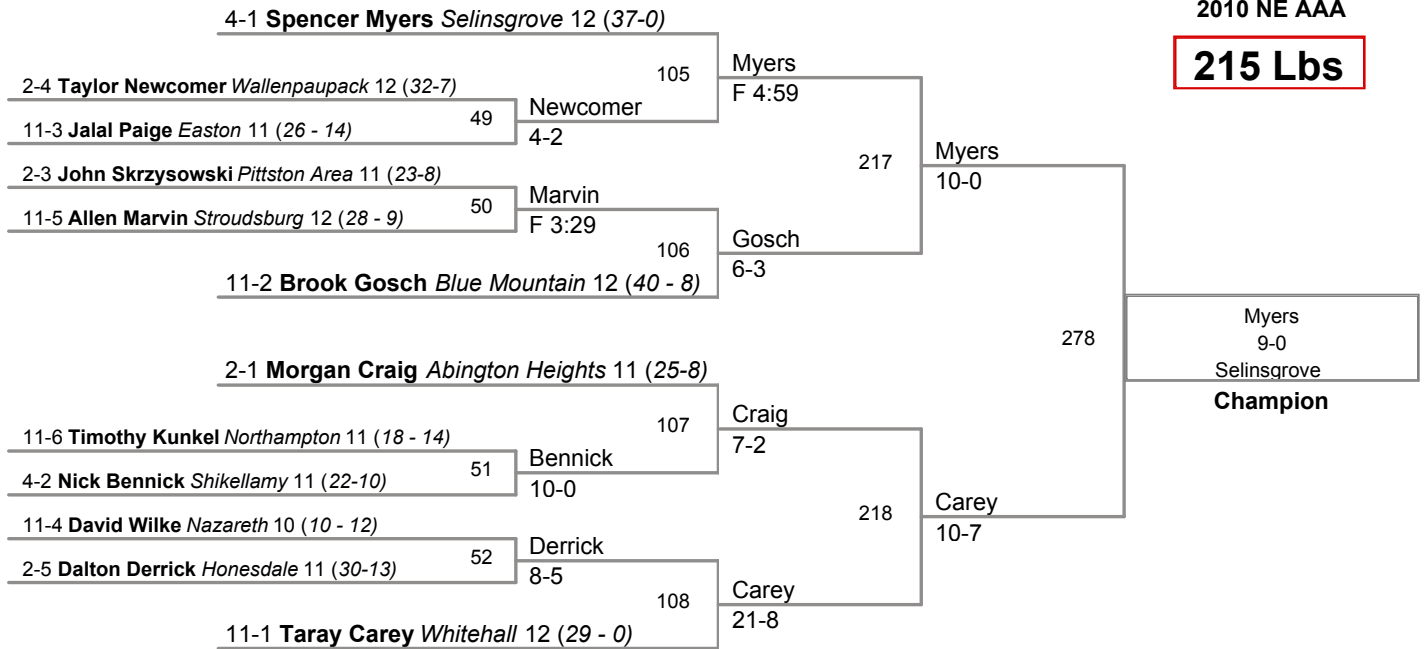 2010 NE AAA
215 Lbs
4-1 Spencer Myers Selinsgrove 12 (37-0)
105
Myers
F 4:59
2-4 Taylor Newcomer Wallenpaupack 12 (32-7)
49
Newcomer
4-2
11-3 Jalal Paige Easton 11 (26 - 14)
217
Myers
10-0
2-3 John Skrzysowski Pittston Area 11 (23-8)
50
Marvin
F 3:29
11-5 Allen Marvin Stroudsburg 12 (28 - 9)
106
Gosch
6-3
11-2 Brook Gosch Blue Mountain 12 (40 - 8)
278
Myers
9-0
Selinsgrove
Champion
2-1 Morgan Craig Abington Heights 11 (25-8)
107
Craig
7-2
11-6 Timothy Kunkel Northampton 11 (18 - 14)
51
Bennick
10-0
4-2 Nick Bennick Shikellamy 11 (22-10)
218
Carey
10-7
11-4 David Wilke Nazareth 10 (10 - 12)
52
Derrick
8-5
2-5 Dalton Derrick Honesdale 11 (30-13)
108
Carey
21-8
11-1 Taray Carey Whitehall 12 (29 - 0)